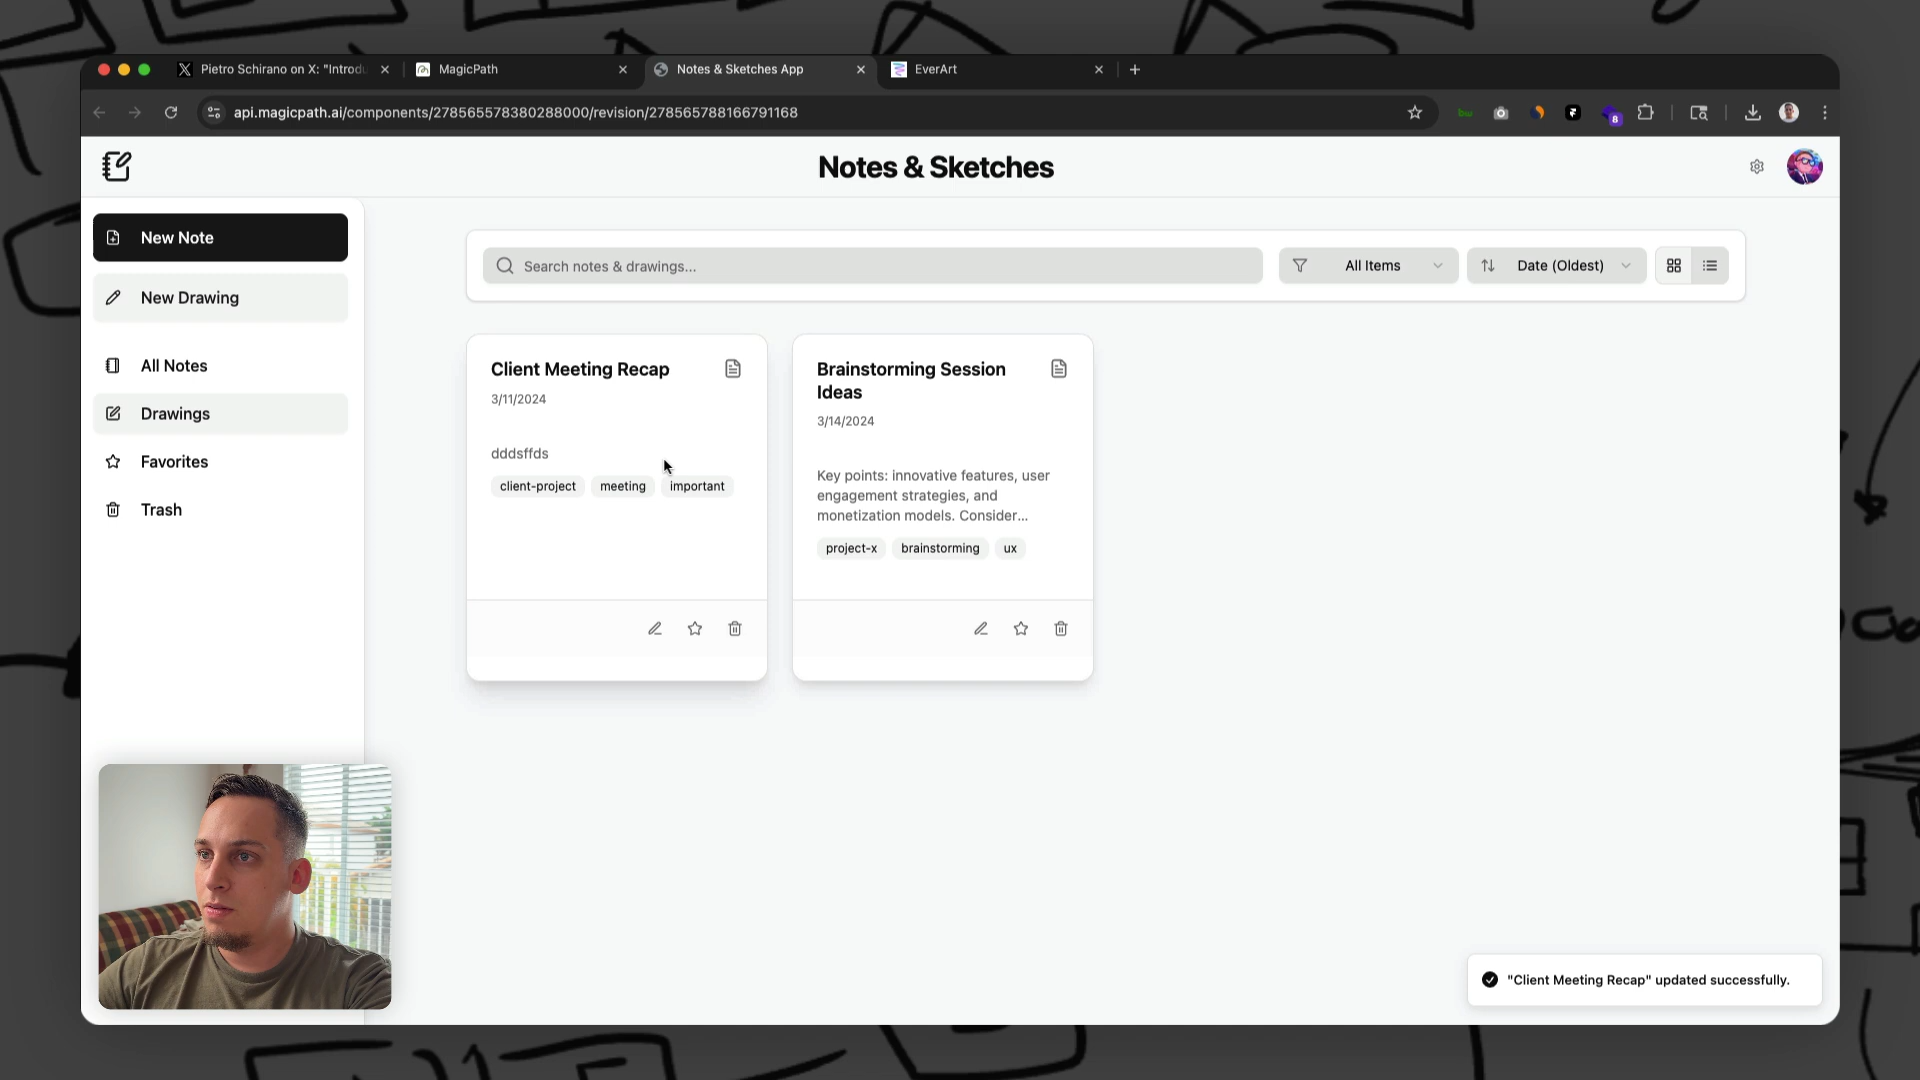 Pietro Schirano on X: "Introdu
MagicPath
Notes & Sketches App
EverArt
api.magicpath.ai/components/278565578380288000/revision/278565788166791168
8
Notes & Sketches
New Note
New Drawing
All Notes
Drawings
Favorites
Trash
Search notes & drawings...
All Items
Date (Oldest)
Client Meeting Recap
3/11/2024
dddsffds
client-project
meeting
important
Brainstorming Session
Ideas
3/14/2024
Key points: innovative features, user
engagement strategies, and
monetization models. Consider...
project-x
brainstorming
ux
"Client Meeting Recap" updated successfully.